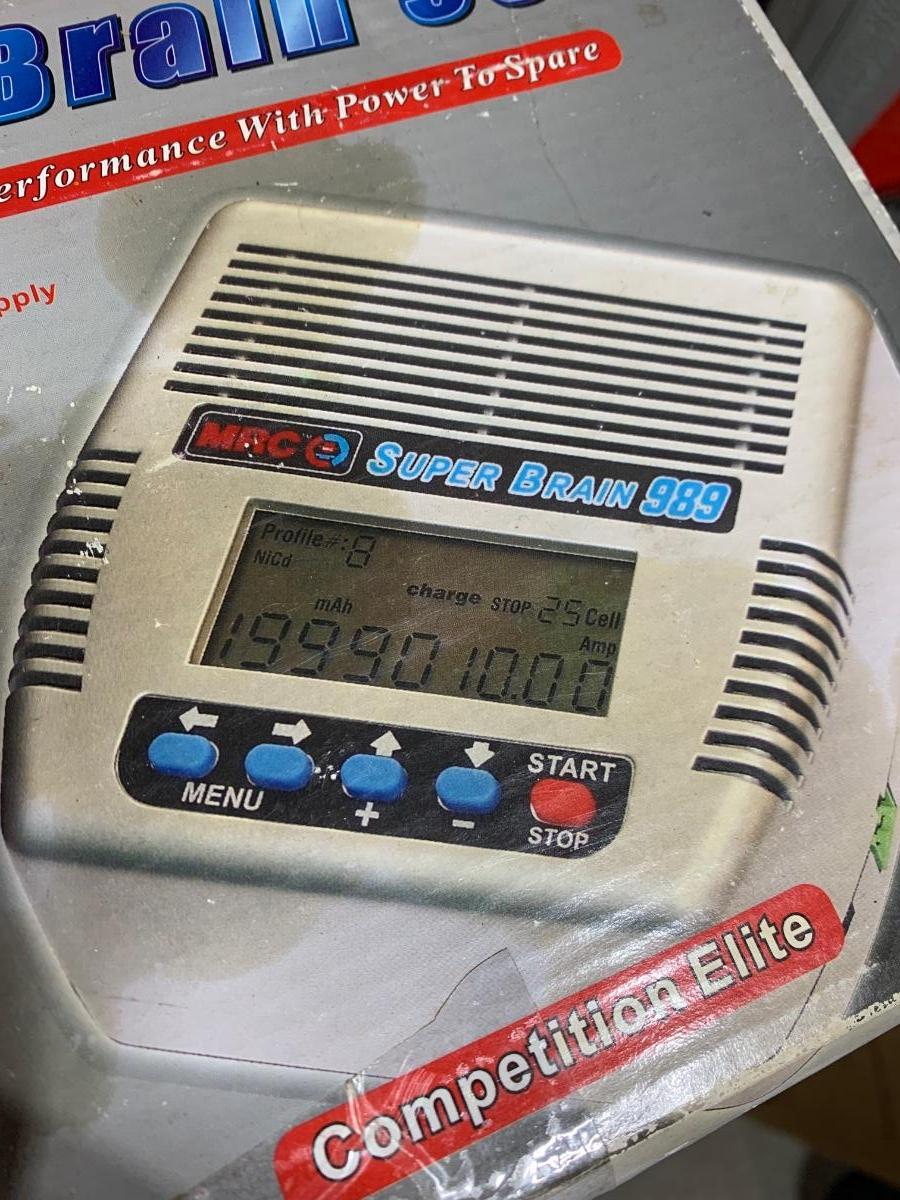 Brain
erformance With Power To Spare
pply
MRC SUPER BRAIN 989
Profile#:8
NiCd
charge STOP 25 Cell
mAh Amp
19990 10.00
MENU + - START
STOP
Competition Elite